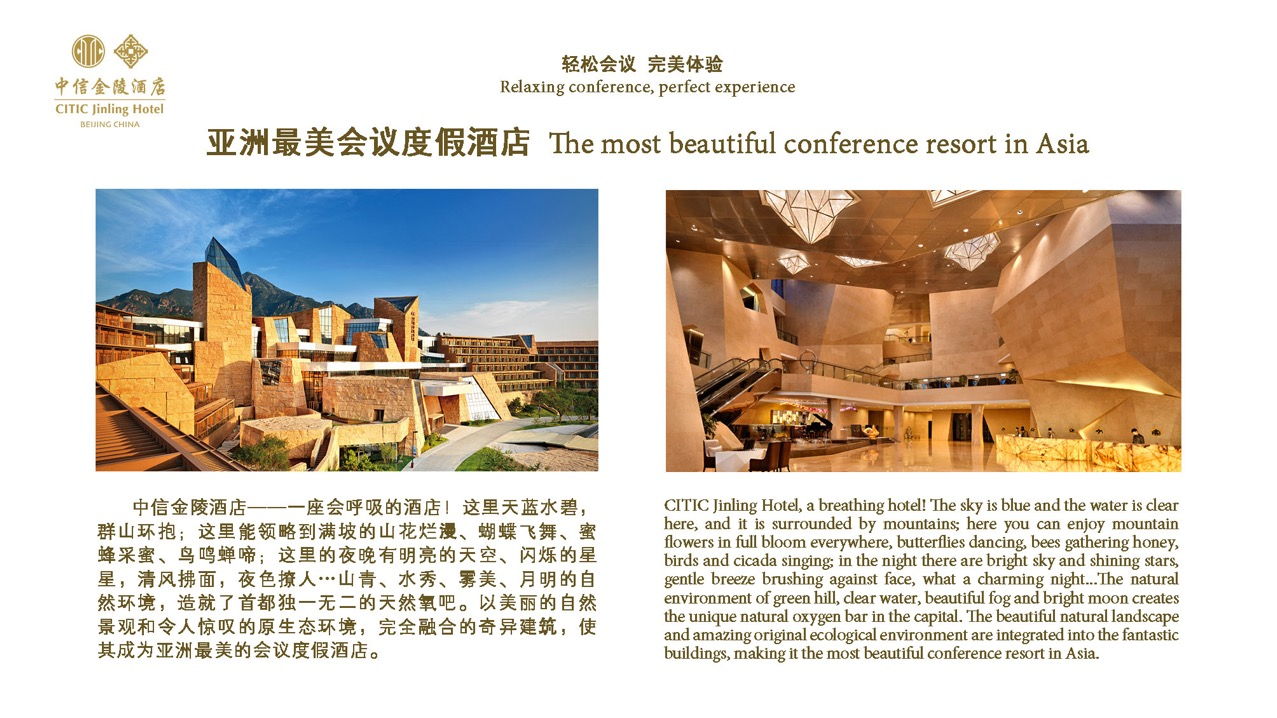 中信金陵酒店
CITIC Jinling Hotel
BEIJING CHINA
轻松会议 完美体验
Relaxing conference, perfect experience
亚洲最美会议度假酒店 The most beautiful conference resort in Asia
中信金陵酒店——一座会呼吸的酒店！这里天蓝水碧，
群山环抱；这里能领略到满坡的山花烂漫、蝴蝶飞舞、蜜
蜂采蜜、鸟鸣蝉啼；这里的夜晚有明亮的天空、闪烁的星
星，清风拂面，夜色撩人…山青、水秀、雾美、月明的自
然环境，造就了首都独一无二的天然氧吧。以美丽的自然
景观和令人惊叹的原生态环境，完全融合的奇异建筑，使
其成为亚洲最美的会议度假酒店。
CITIC Jinling Hotel, a breathing hotel! The sky is blue and the water is clear
here, and it is surrounded by mountains; here you can enjoy mountain
flowers in full bloom everywhere, butterflies dancing, bees gathering honey,
birds and cicada singing; in the night there are bright sky and shining stars,
gentle breeze brushing against face, what a charming night...The natural
environment of green hill, clear water, beautiful fog and bright moon creates
the unique natural oxygen bar in the capital. The beautiful natural landscape
and amazing original ecological environment are integrated into the fantastic
buildings, making it the most beautiful conference resort in Asia.